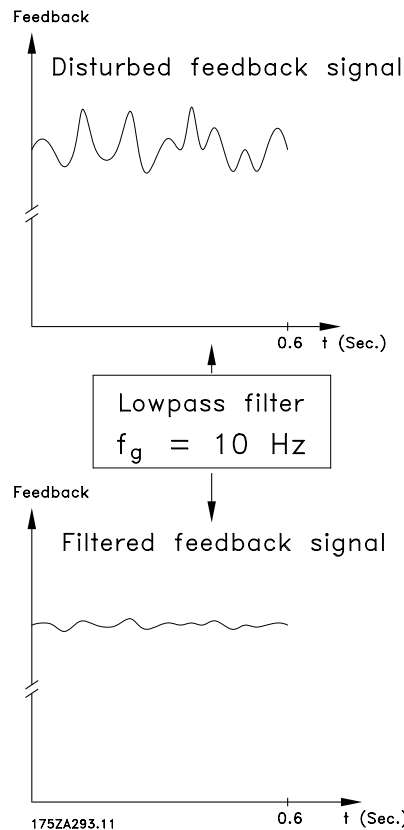 Feedback
Disturbed feedback signal
0.6 t (Sec.)
Lowpass filter
fg = 10 Hz
Feedback
Filtered feedback signal
0.6 t (Sec.)
175ZA293.11